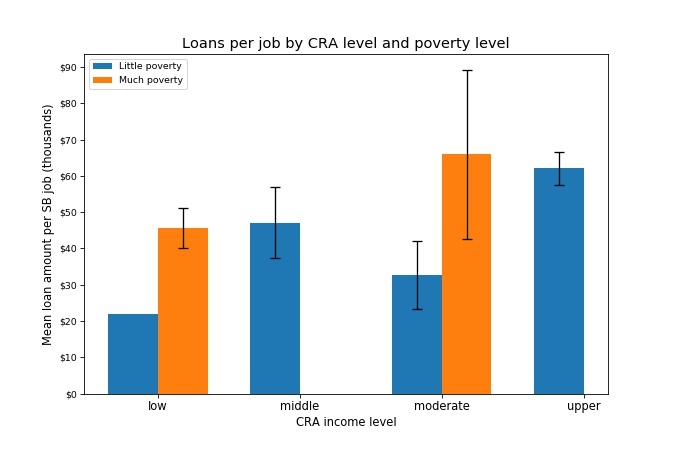 Loans per job by CRA level and poverty level
Little poverty
Much poverty
Mean loan amount per SB job (thousands)
$90
$80
$70
$60
$50
$40
$30
$20
$10
$0
low
middle
moderate
upper
CRA income level